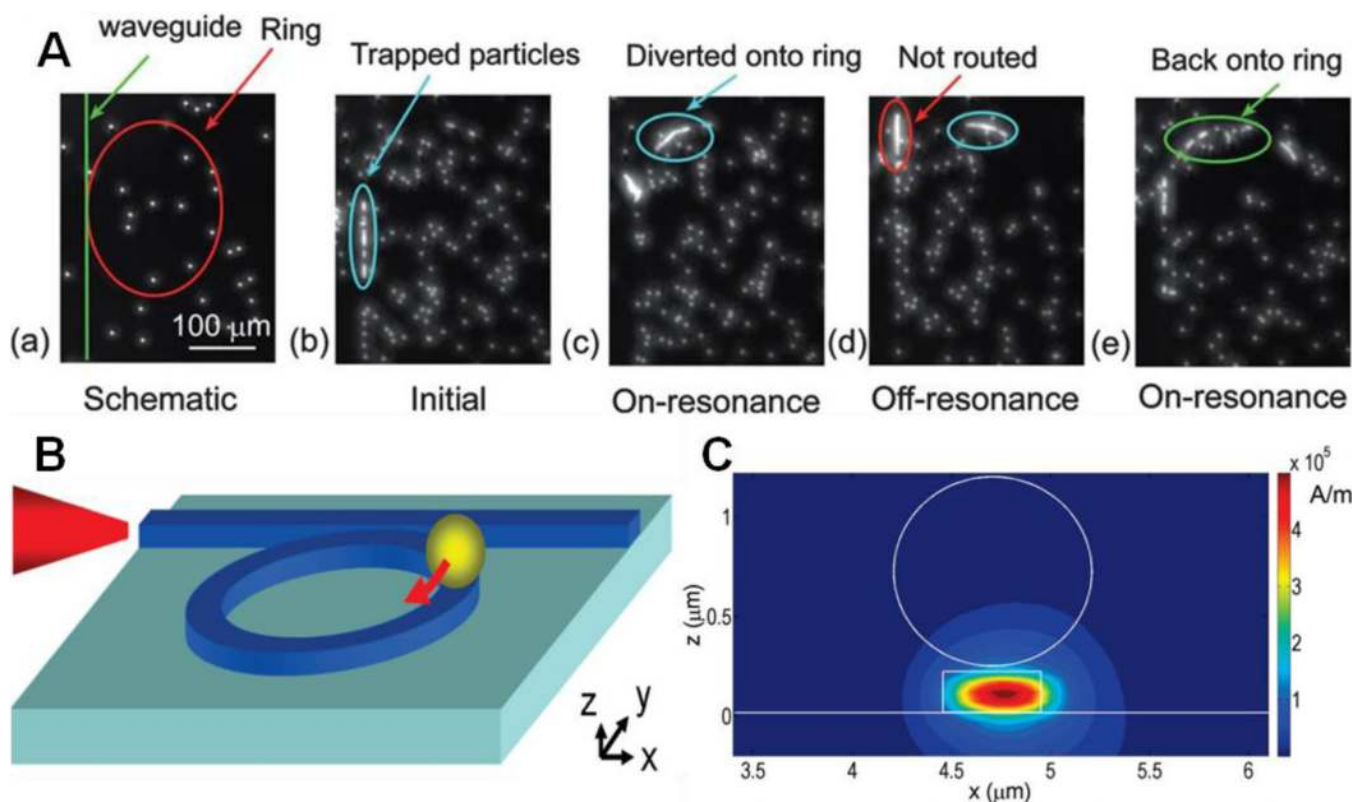 A
waveguide
Ring
Trapped particles
Diverted onto ring
Not routed
Back onto ring
100 μm
(a)
(b)
(c)
(d)
(e)
Schematic
Initial
On-resonance
Off-resonance
On-resonance
B
z
y
x
C
x 10⁵
A/m
4
3
2
1
1
0.5
0
z (μm)
3.5 4 4.5 5 5.5 6
x (μm)